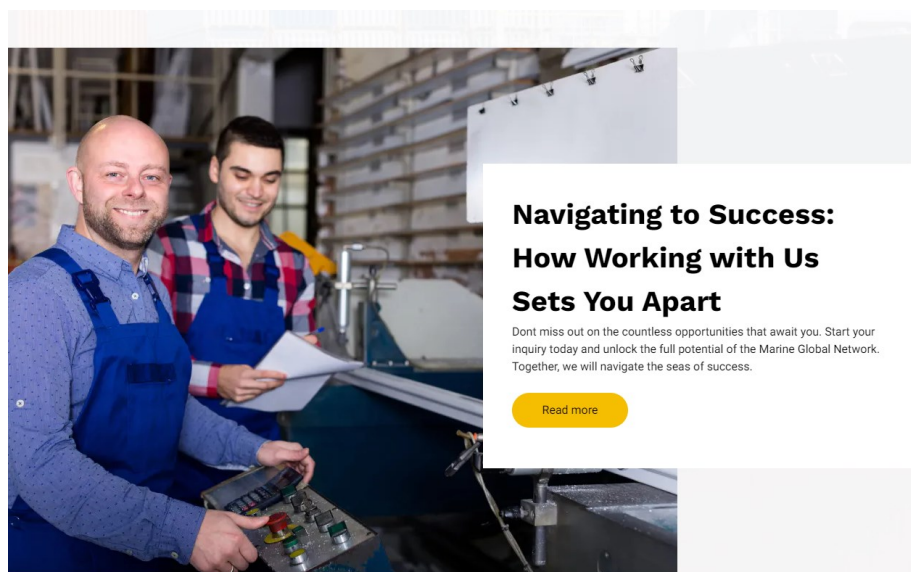 Navigating to Success:
How Working with Us
Sets You Apart
Dont miss out on the countless opportunities that await you. Start your
inquiry today and unlock the full potential of the Marine Global Network.
Together, we will navigate the seas of success.
Read more